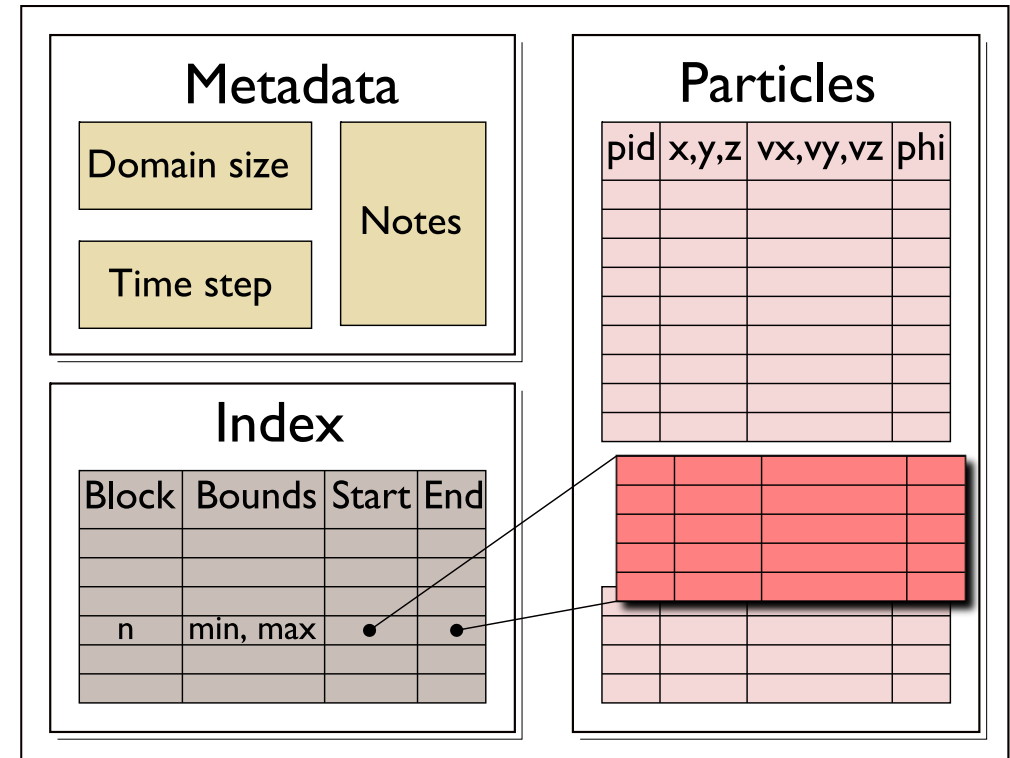 Metadata
Domain size
Time step
Notes
Index
Block Bounds Start End
n min, max
Particles
pid x,y,z vx,vy,vz phi